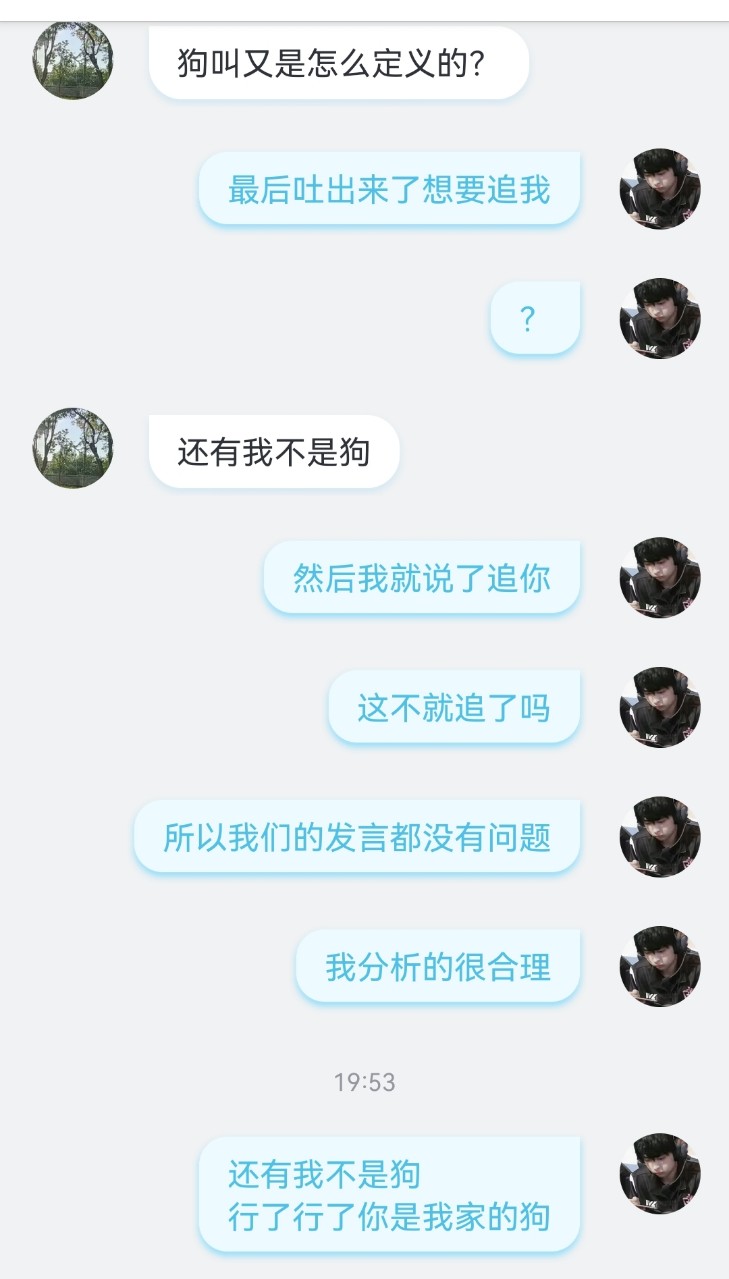 狗叫又是怎么定义的？
最后吐出来了想要追我
？
还有我不是狗
然后我就说了追你
这不就追了吗
所以我们的发言都没有问题
我分析的很合理
19:53
还有我不是狗
行了行了你是我家的狗